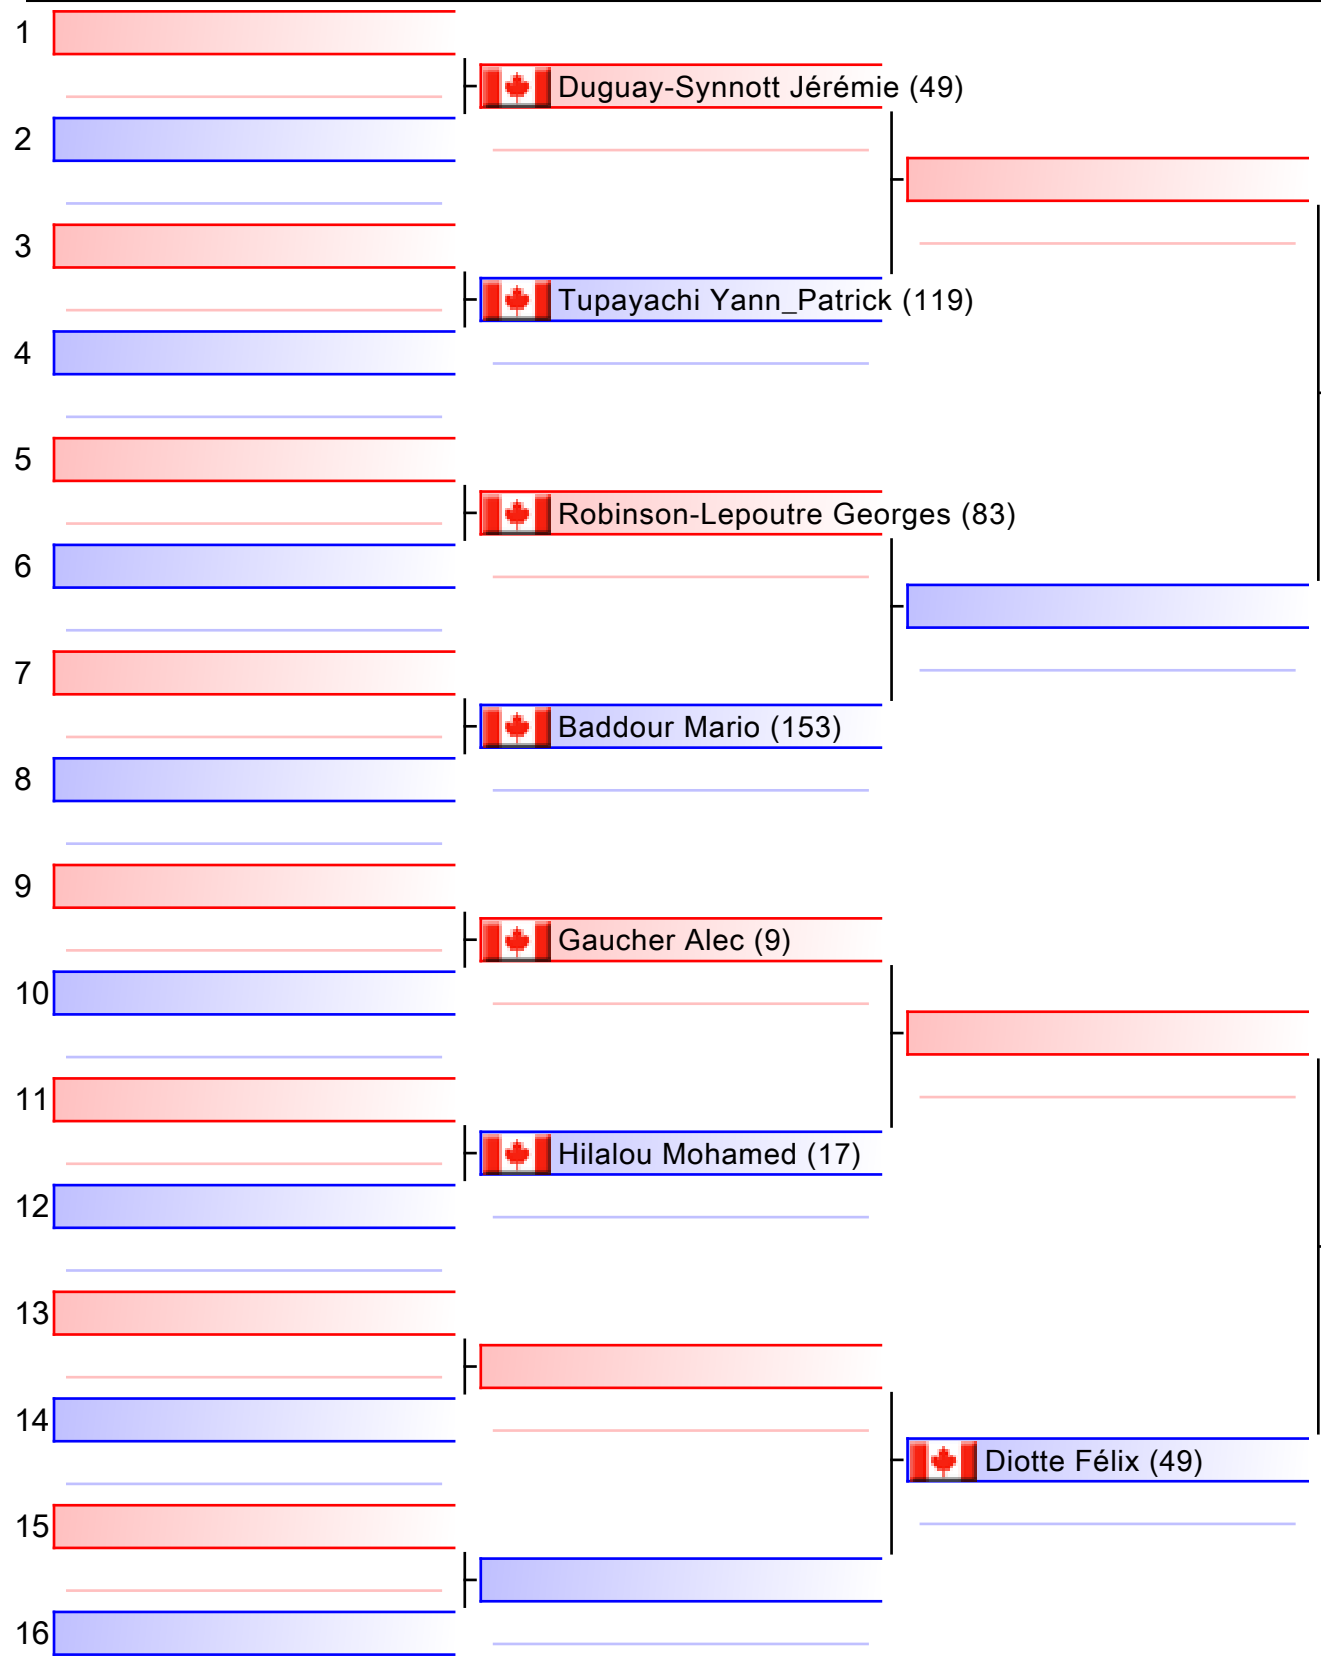 1
Duguay-Synnott Jérémie (49)
2
3
Tupayachi Yann_Patrick (119)
4
5
Robinson-Lepoutre Georges (83)
6
7
Baddour Mario (153)
8
9
Gaucher Alec (9)
10
11
Hilalou Mohamed (17)
12
13
14
Diotte Félix (49)
15
16